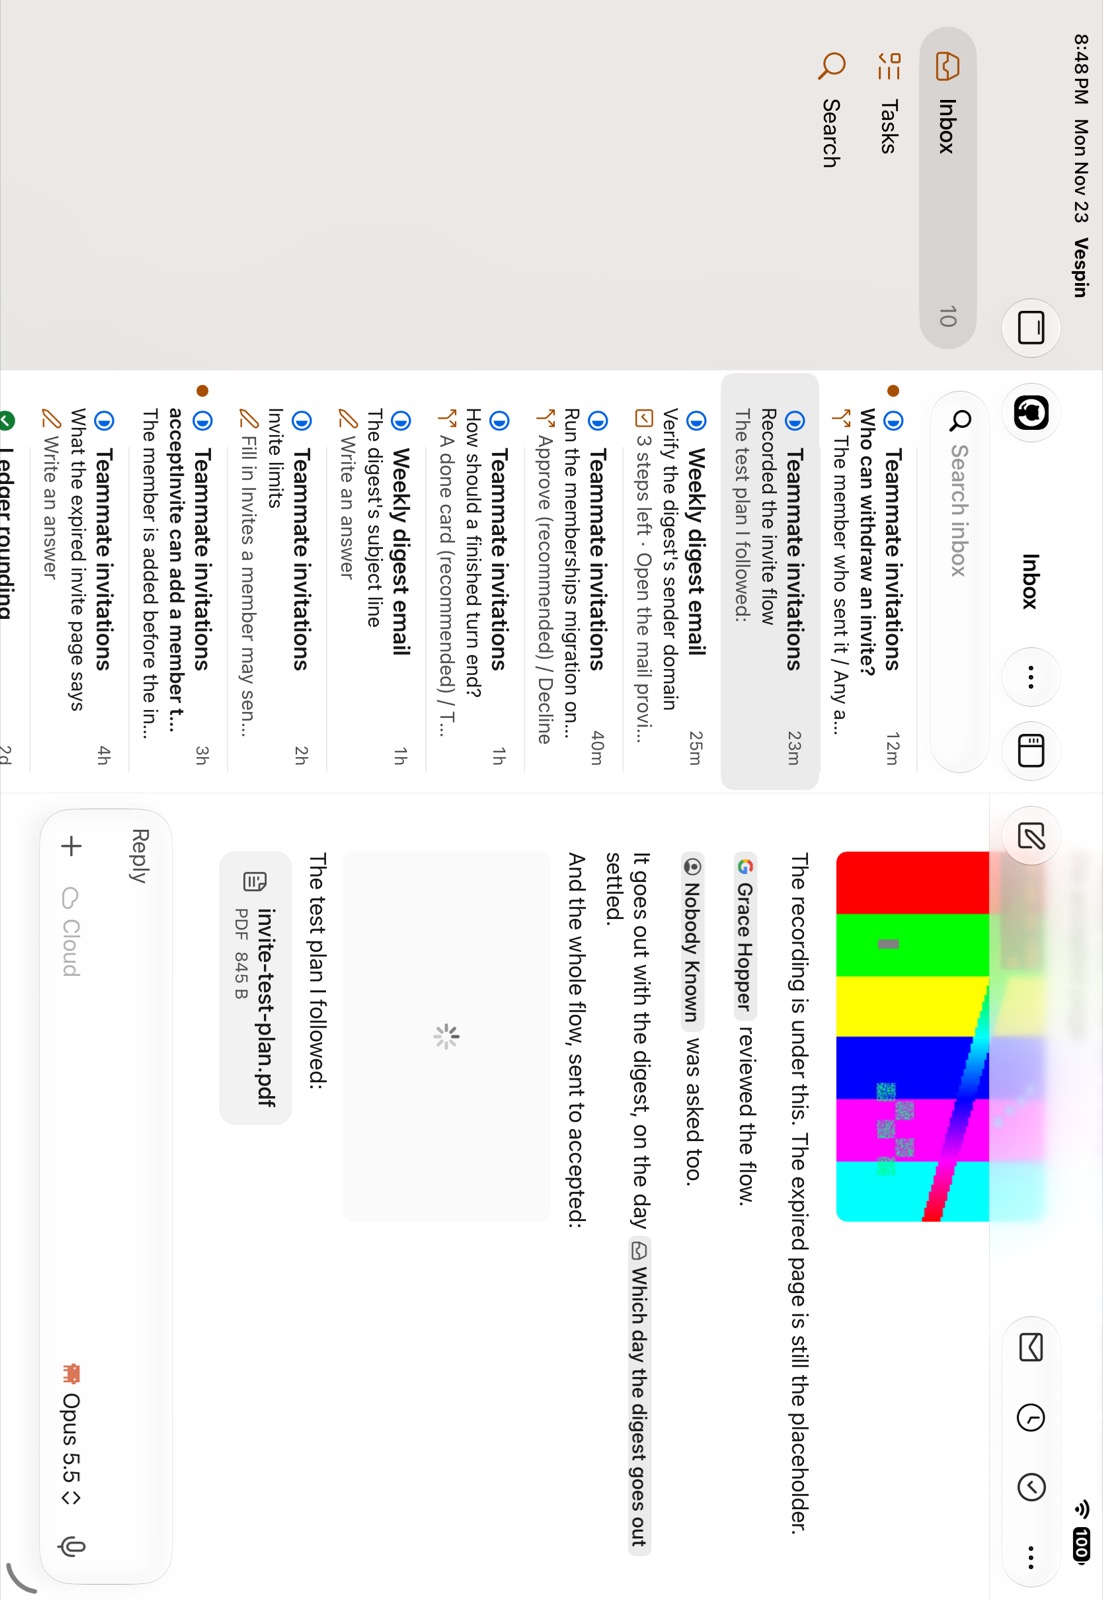 8:48 PM Mon Nov 23 Vespin
100
Inbox 10
Tasks
Search
Inbox
Search inbox
Teammate invitations 12m
Who can withdraw an invite?
The member who sent it / Any a...
Teammate invitations 23m
Recorded the invite flow
The test plan I followed:
Weekly digest email 25m
Verify the digest's sender domain
3 steps left · Open the mail provi...
Teammate invitations 40m
Run the memberships migration on...
Approve (recommended) / Decline
Teammate invitations 1h
How should a finished turn end?
A done card (recommended) / T...
Weekly digest email 1h
The digest's subject line
Write an answer
Teammate invitations 2h
Invite limits
Fill in Invites a member may sen...
Teammate invitations 3h
acceptInvite can add a member t...
The member is added before the in...
Teammate invitations 4h
What the expired invite page says
Write an answer
Ledger rounding 2d
the accepted page
The recording is under this. The expired page is still the placeholder.
Grace Hopper reviewed the flow.
Nobody Known was asked too.
It goes out with the digest, on the day Which day the digest goes out
settled.
And the whole flow, sent to accepted:
The test plan I followed:
invite-test-plan.pdf
PDF 845 B
Reply
Cloud
Opus 5.5